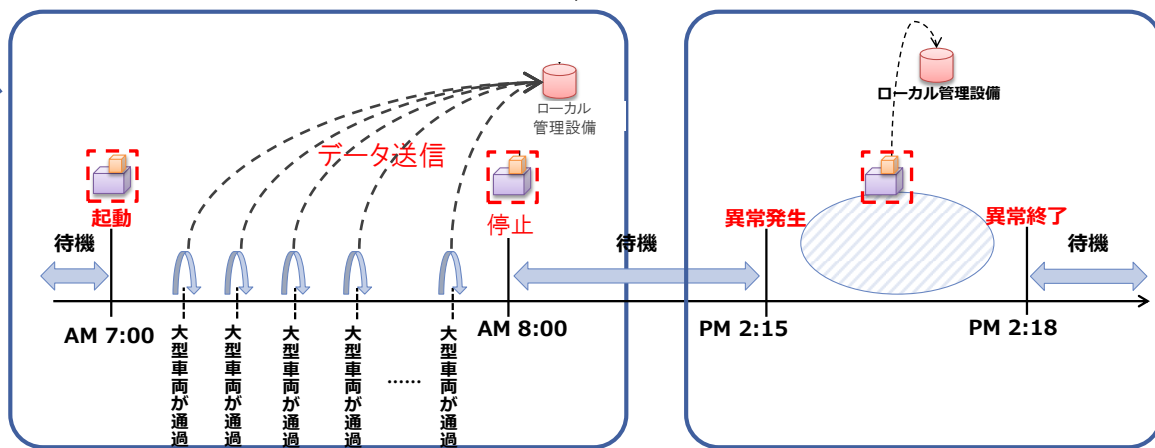 ローカル
管理設備
データ送信
起動
停止
待機
待機
AM 7:00
AM 8:00
大型車両が通過
大型車両が通過
大型車両が通過
大型車両が通過
……
大型車両が通過
ローカル管理設備
異常発生
異常終了
待機
PM 2:15
PM 2:18